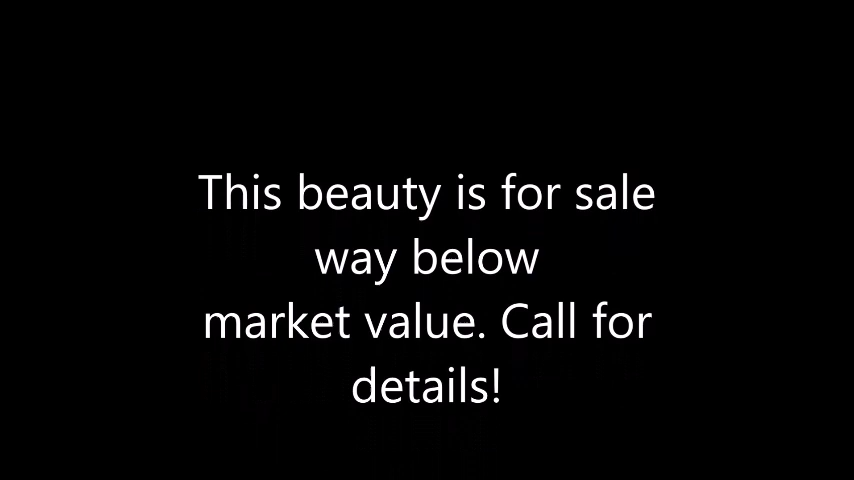 This beauty is for sale
way below
market value. Call for
details!